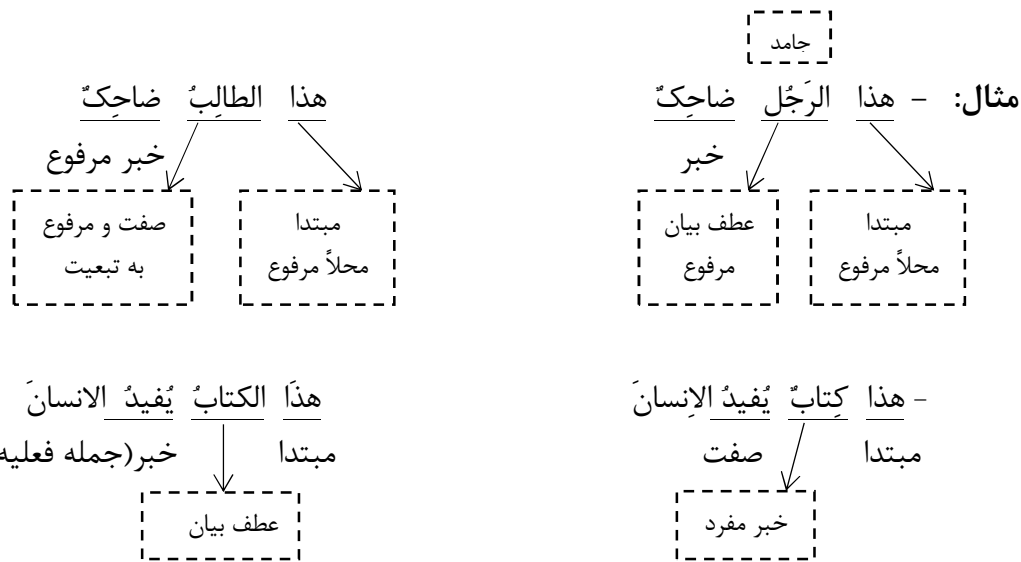 جامد
مثال: - هذا الرَجُل ضاحِکٌ
خبر
مبتدا
محلاً مرفوع
عطف بیان
مرفوع
هذا الطالِبُ ضاحِکٌ
خبر مرفوع
مبتدا
محلاً مرفوع
صفت و مرفوع
به تبعیت
- هذا کِتابٌ یُفیدُ الاِنسانَ
مبتدا صفت
خبر مفرد
هذَا الکتابُ یُفیدُ الانسانَ
مبتدا خبر(جمله فعلیه
عطف بیان